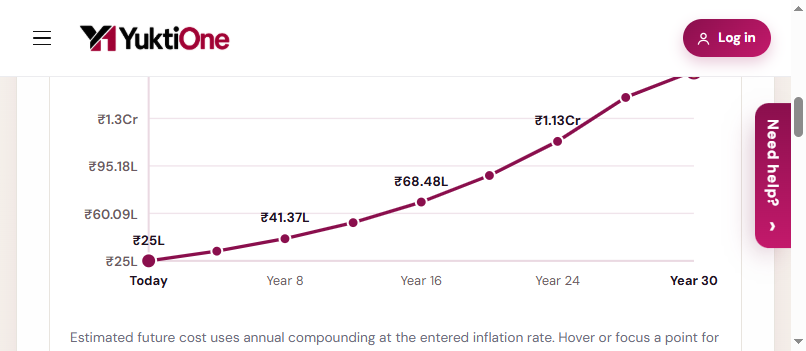 YuktiOne
Log in
₹1.3Cr
₹1.13Cr
Need help? ›
₹95.18L
₹68.48L
₹60.09L
₹41.37L
₹25L
₹25L
Today Year 8 Year 16 Year 24 Year 30
Estimated future cost uses annual compounding at the entered inflation rate. Hover or focus a point for